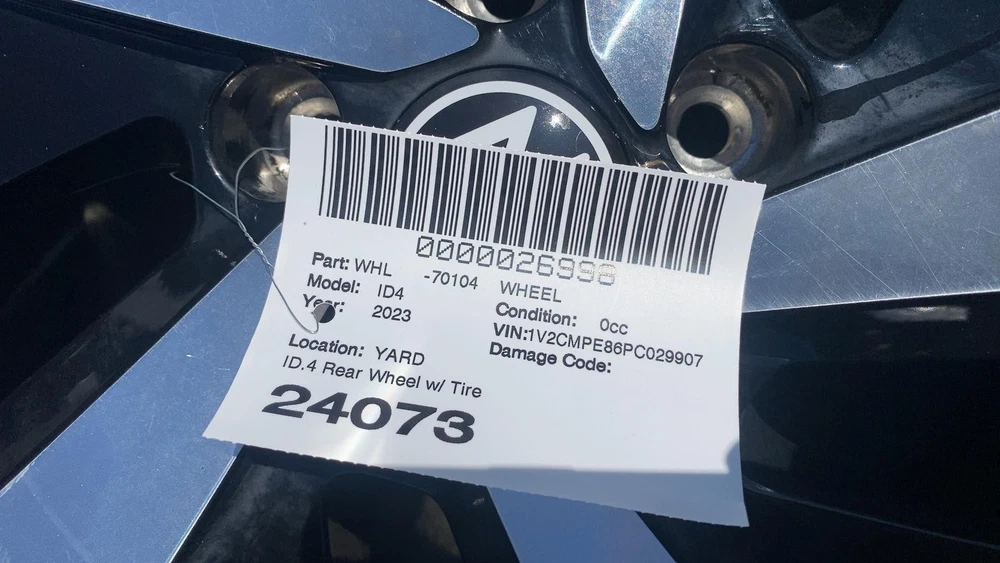 0000026998
Part: WHL -70104 WHEEL
Model: ID4 Condition: 0cc
Year: 2023 VIN:1V2CMPE86PC029907
Damage Code:
Location: YARD
ID.4 Rear Wheel w/ Tire
24073